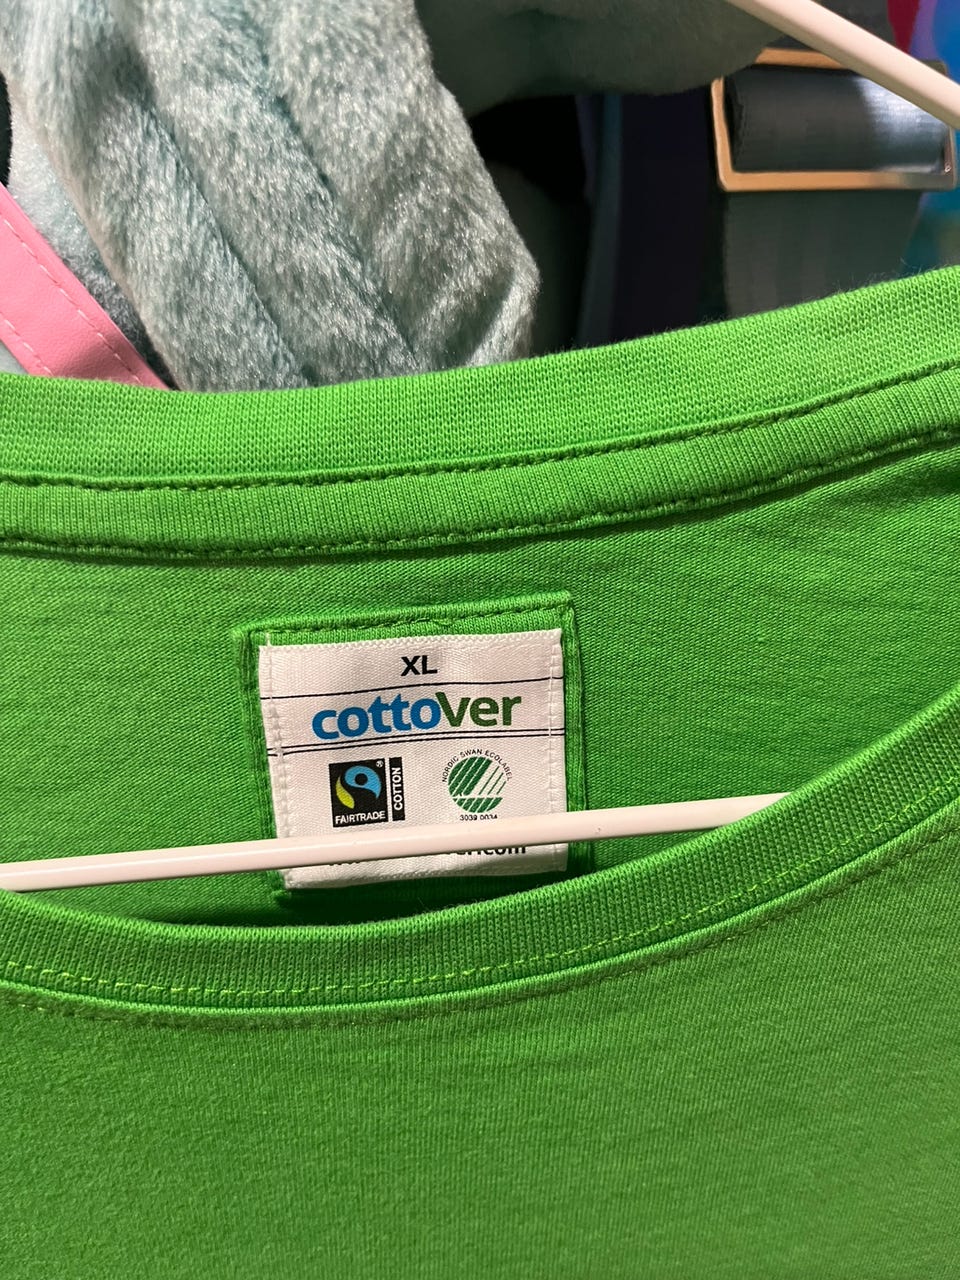 XL
cottoVer
FAIRTRADE
®
COTTON
NORDIC SWAN ECOLABEL
3039 0034